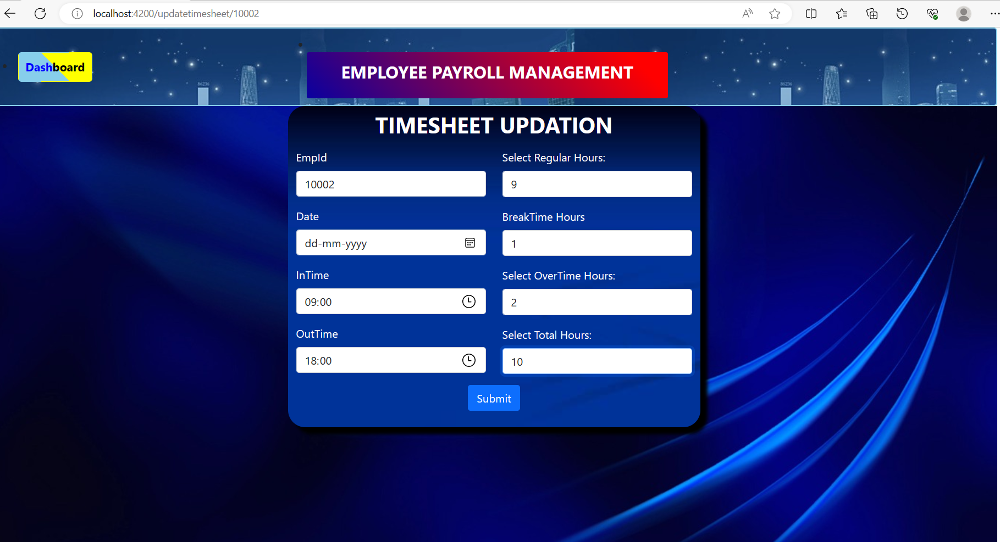 localhost:4200/updatetimesheet/10002
Dashboard
EMPLOYEE PAYROLL MANAGEMENT
86236
86236
TIMESHEET UPDATION
EmpId
10002
Date
dd-mm-yyyy
InTime
09:00
OutTime
18:00
Select Regular Hours:
9
BreakTime Hours
1
Select OverTime Hours:
2
Select Total Hours:
10
Submit